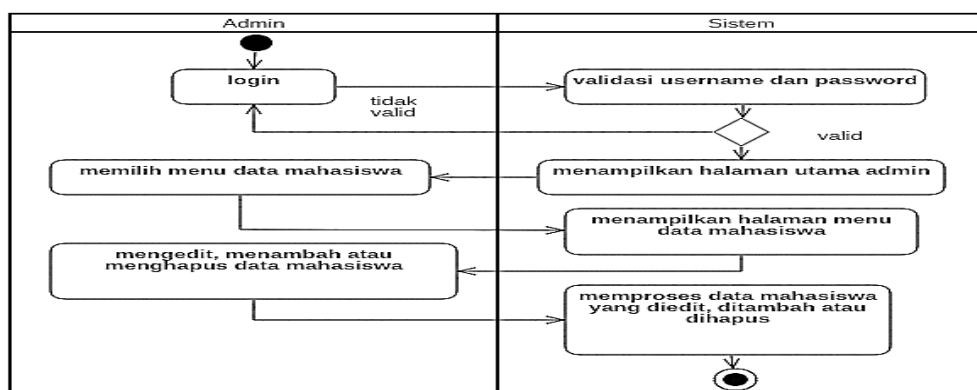 Admin
Sistem
login
validasi username dan password
tidak
valid
valid
memilih menu data mahasiswa
menampilkan halaman utama admin
menampilkan halaman menu
data mahasiswa
mengedit, menambah atau
menghapus data mahasiswa
memproses data mahasiswa
yang diedit, ditambah atau
dihapus